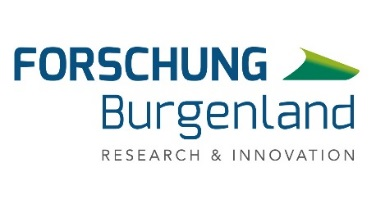 FORSCHUNG
Burgenland
RESEARCH & INNOVATION